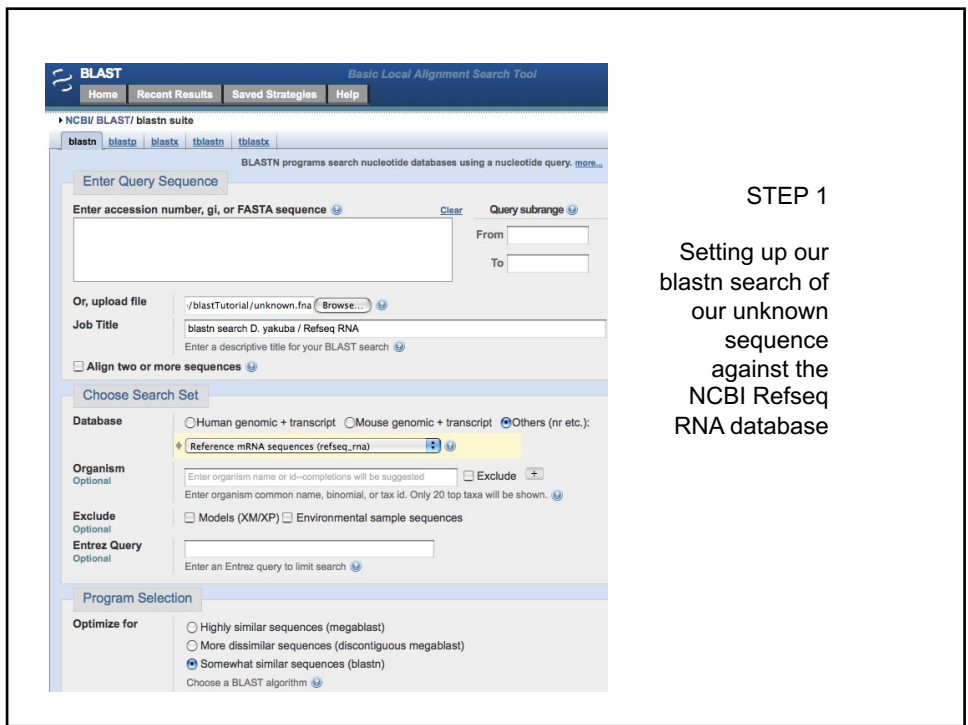 BLAST
Basic Local Alignment Search Tool
Home Recent Results Saved Strategies Help
NCBI/ BLAST/ blastn suite
blastn blastp blastx tblastn tblastx
BLASTN programs search nucleotide databases using a nucleotide query. more...
Enter Query Sequence
Enter accession number, gi, or FASTA sequence Clear Query subrange
From
To
Or, upload file /blastTutorial/unknown.fna Browse...
Job Title blastn search D. yakuba / Refseq RNA
Enter a descriptive title for your BLAST search
Align two or more sequences
Choose Search Set
Database Human genomic + transcript Mouse genomic + transcript Others (nr etc.):
Reference mRNA sequences (refseq_rna)
Organism
Optional
Enter organism name or id--completions will be suggested Exclude +
Enter organism common name, binomial, or tax id. Only 20 top taxa will be shown.
Exclude
Optional
Models (XM/XP) Environmental sample sequences
Entrez Query
Optional
Enter an Entrez query to limit search
Program Selection
Optimize for Highly similar sequences (megablast)
More dissimilar sequences (discontiguous megablast)
Somewhat similar sequences (blastn)
Choose a BLAST algorithm
STEP 1
Setting up our
blastn search of
our unknown
sequence
against the
NCBI Refseq
RNA database